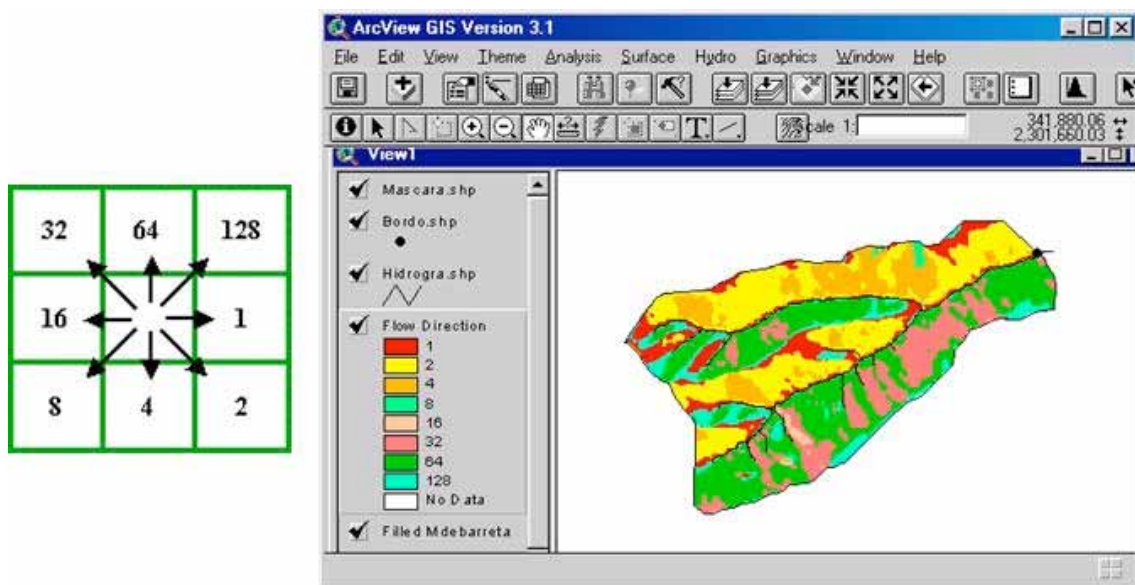 32 64 128
16 1
8 4 2
ArcView GIS Version 3.1
File Edit View Theme Analysis Surface Hydro Graphics Window Help
T
cale 1:
341,880.06
2,301,660.03
View1
Mascara.shp
Bordo.shp
Hidrogra.shp
Flow Direction
1
2
4
8
16
32
64
128
No Data
Filled Mdebarreta